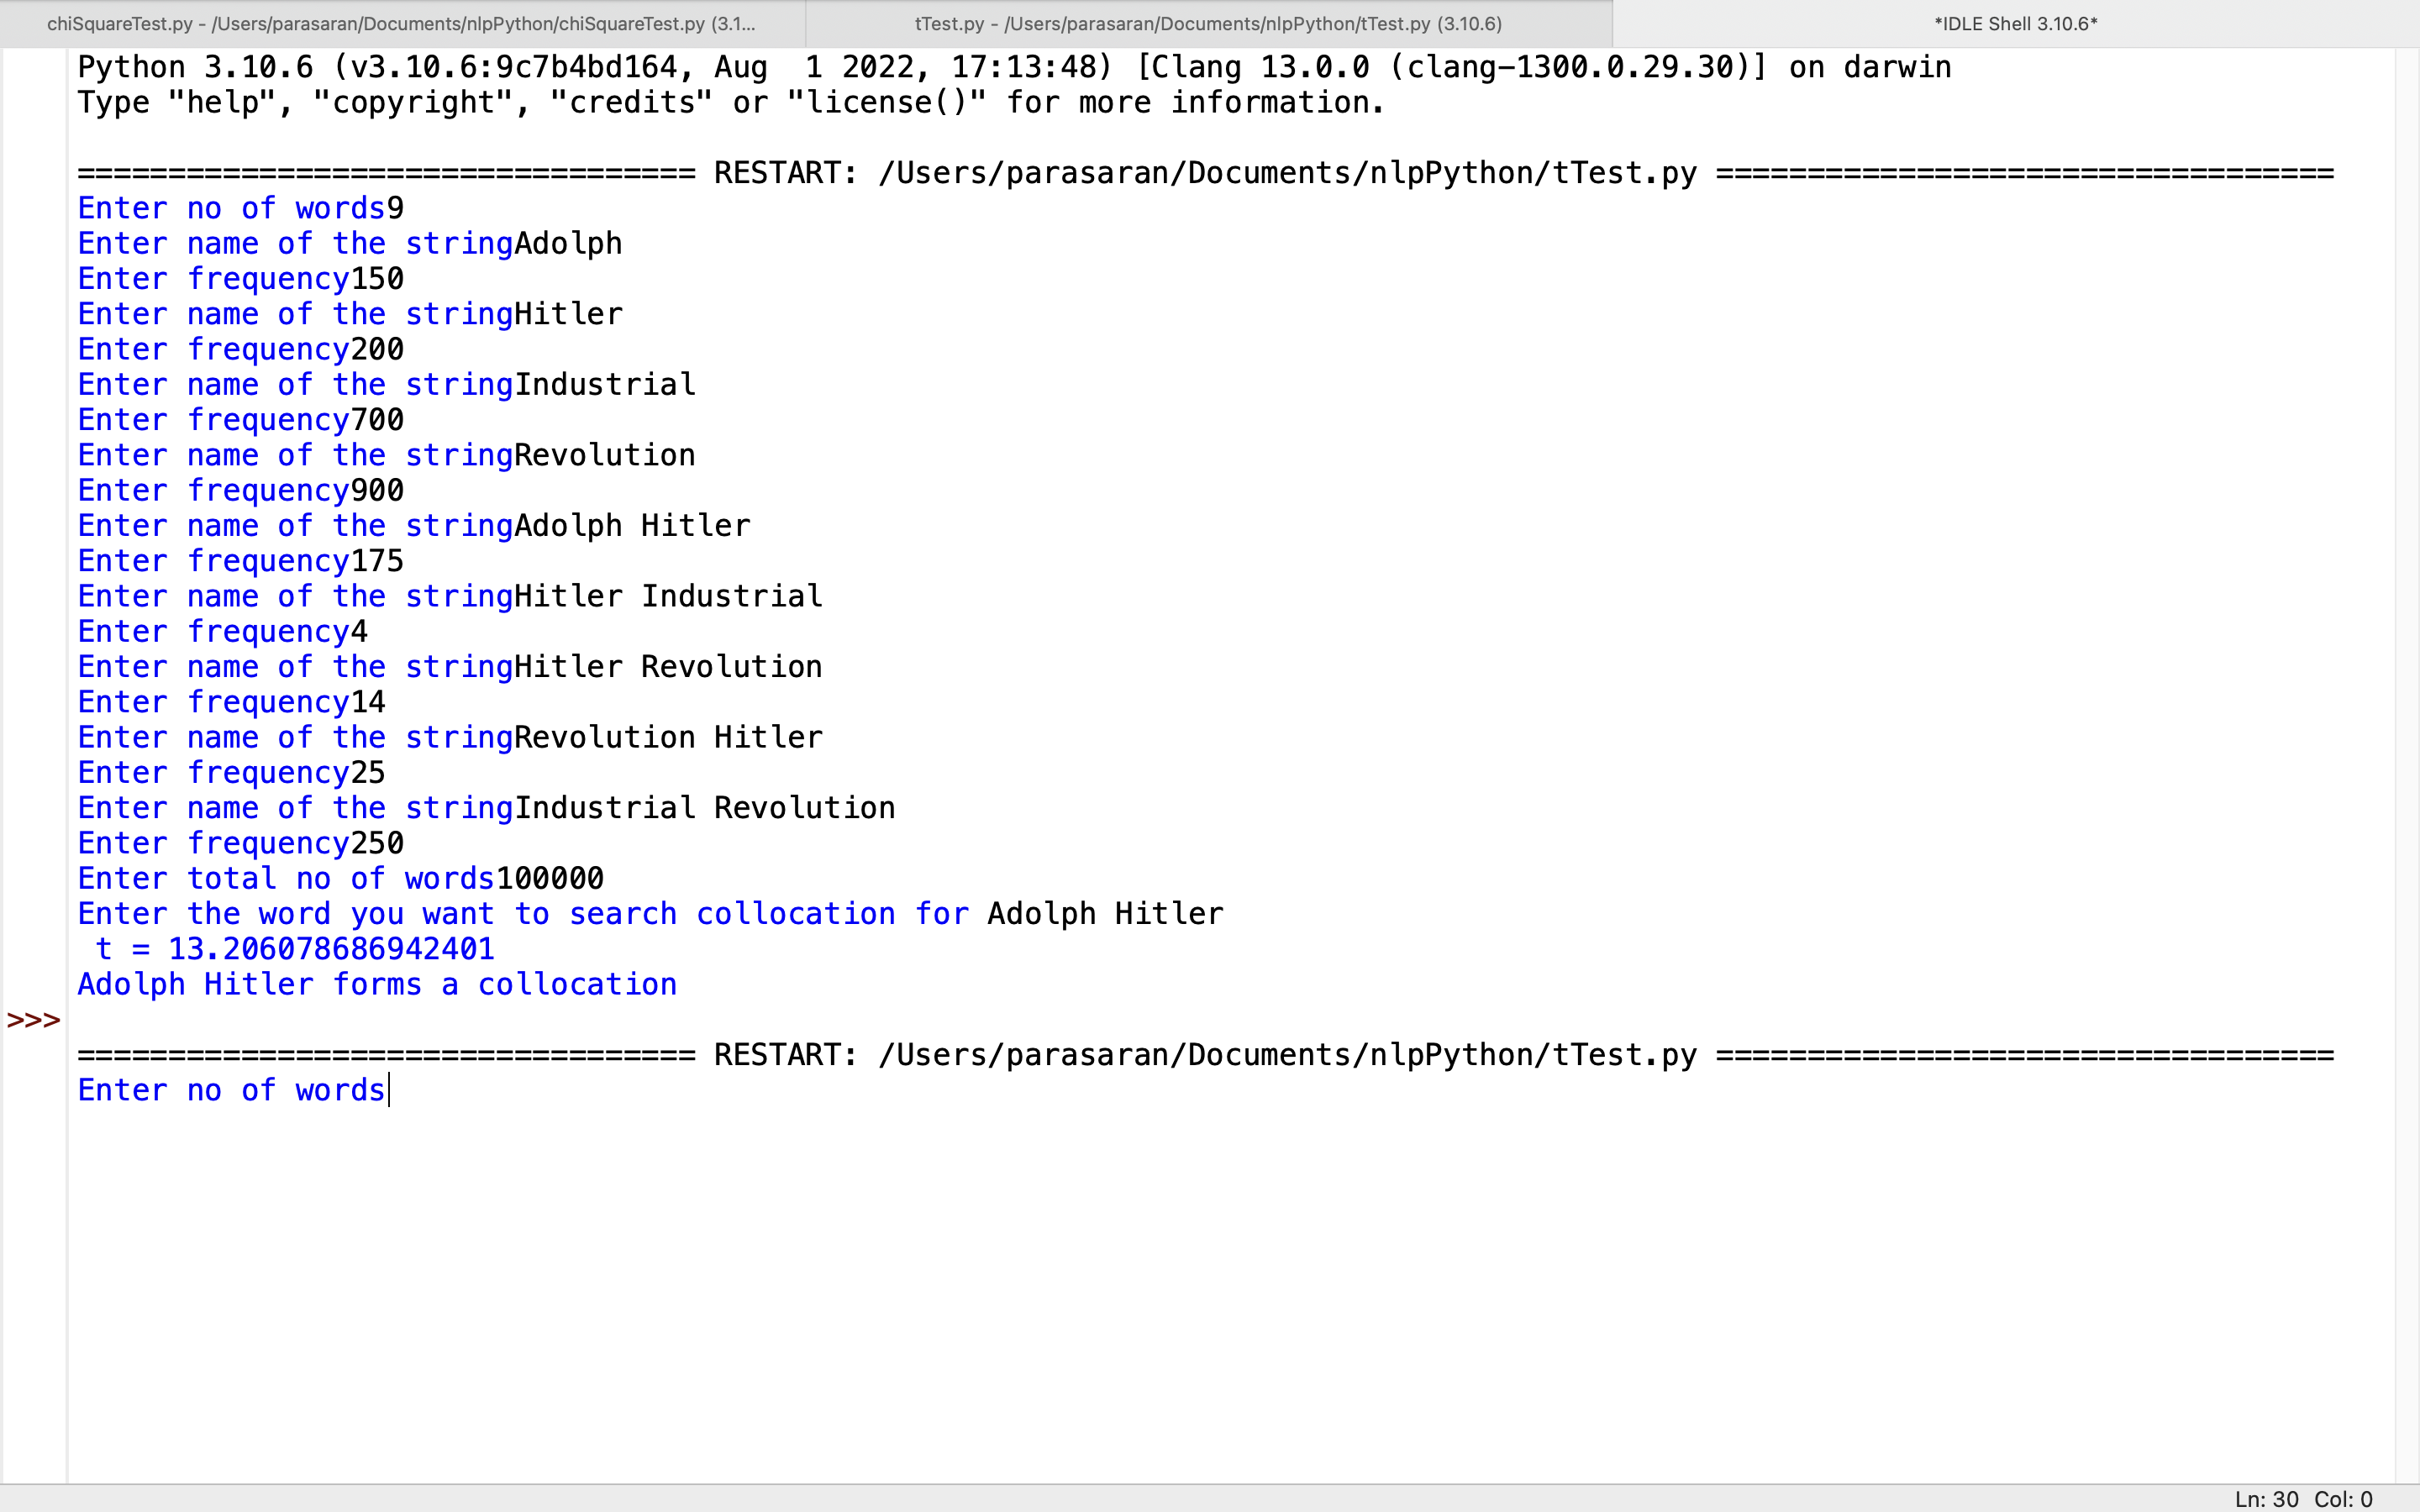 chiSquareTest.py - /Users/parasaran/Documents/nlpPython/chiSquareTest.py (3.1...
tTest.py - /Users/parasaran/Documents/nlpPython/tTest.py (3.10.6)
*IDLE Shell 3.10.6*
Python 3.10.6 (v3.10.6:9c7b4bd164, Aug  1 2022, 17:13:48) [Clang 13.0.0 (clang-1300.0.29.30)] on darwin
Type "help", "copyright", "credits" or "license()" for more information.
================================== RESTART: /Users/parasaran/Documents/nlpPython/tTest.py ==================================
Enter no of words9
Enter name of the stringAdolph
Enter frequency150
Enter name of the stringHitler
Enter frequency200
Enter name of the stringIndustrial
Enter frequency700
Enter name of the stringRevolution
Enter frequency900
Enter name of the stringAdolph Hitler
Enter frequency175
Enter name of the stringHitler Industrial
Enter frequency4
Enter name of the stringHitler Revolution
Enter frequency14
Enter name of the stringRevolution Hitler
Enter frequency25
Enter name of the stringIndustrial Revolution
Enter frequency250
Enter total no of words100000
Enter the word you want to search collocation for Adolph Hitler
 t = 13.206078686942401
Adolph Hitler forms a collocation
>>>
================================== RESTART: /Users/parasaran/Documents/nlpPython/tTest.py ==================================
Enter no of words
Ln: 30 Col: 0